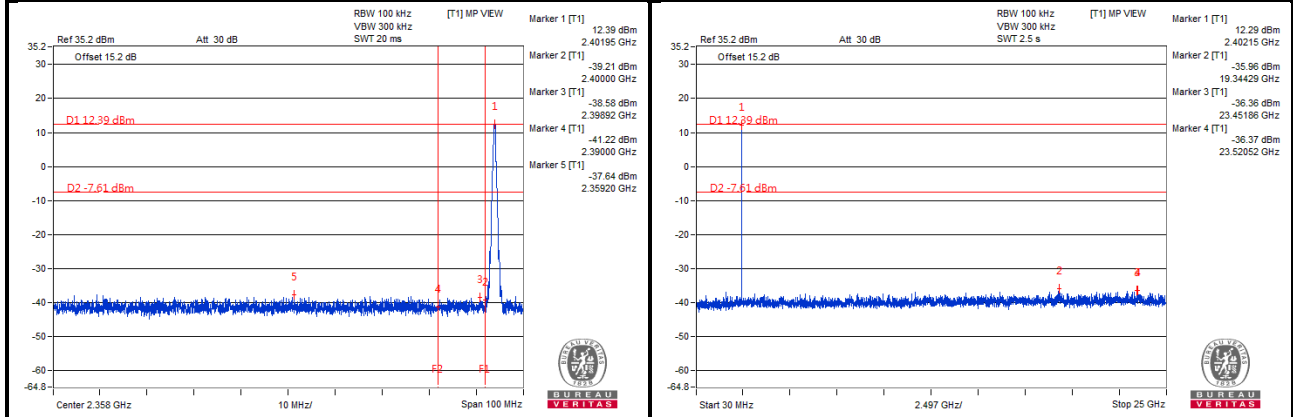 RBW 100 kHz
[T1] MP VIEW
VBW 300 kHz
Ref 35.2 dBm
Att 30 dB
SWT 20 ms
Offset 15.2 dB
Marker 1 [T1]
12.39 dBm
2.40195 GHz
Marker 2 [T1]
-39.21 dBm
2.40000 GHz
Marker 3 [T1]
-38.58 dBm
2.39892 GHz
Marker 4 [T1]
-41.22 dBm
2.39000 GHz
Marker 5 [T1]
-37.64 dBm
2.35920 GHz
35.2
30
20
10
0
-10
-20
-30
-40
-50
-60
-64.8
D1 12.39 dBm
D2 -7.61 dBm
1
5
4
3
2
F2
F1
Center 2.358 GHz
10 MHz/
Span 100 MHz
BUREAU VERITAS
1828
BUREAU
VERITAS
RBW 100 kHz
[T1] MP VIEW
VBW 300 kHz
Ref 35.2 dBm
Att 30 dB
SWT 2.5 s
Offset 15.2 dB
Marker 1 [T1]
12.29 dBm
2.40215 GHz
Marker 2 [T1]
-35.96 dBm
19.34429 GHz
Marker 3 [T1]
-36.36 dBm
23.45186 GHz
Marker 4 [T1]
-36.37 dBm
23.52052 GHz
35.2
30
20
10
0
-10
-20
-30
-40
-50
-60
-64.8
D1 12.39 dBm
D2 -7.61 dBm
1
2
4
Start 30 MHz
2.497 GHz/
Stop 25 GHz
BUREAU VERITAS
1828
BUREAU
VERITAS